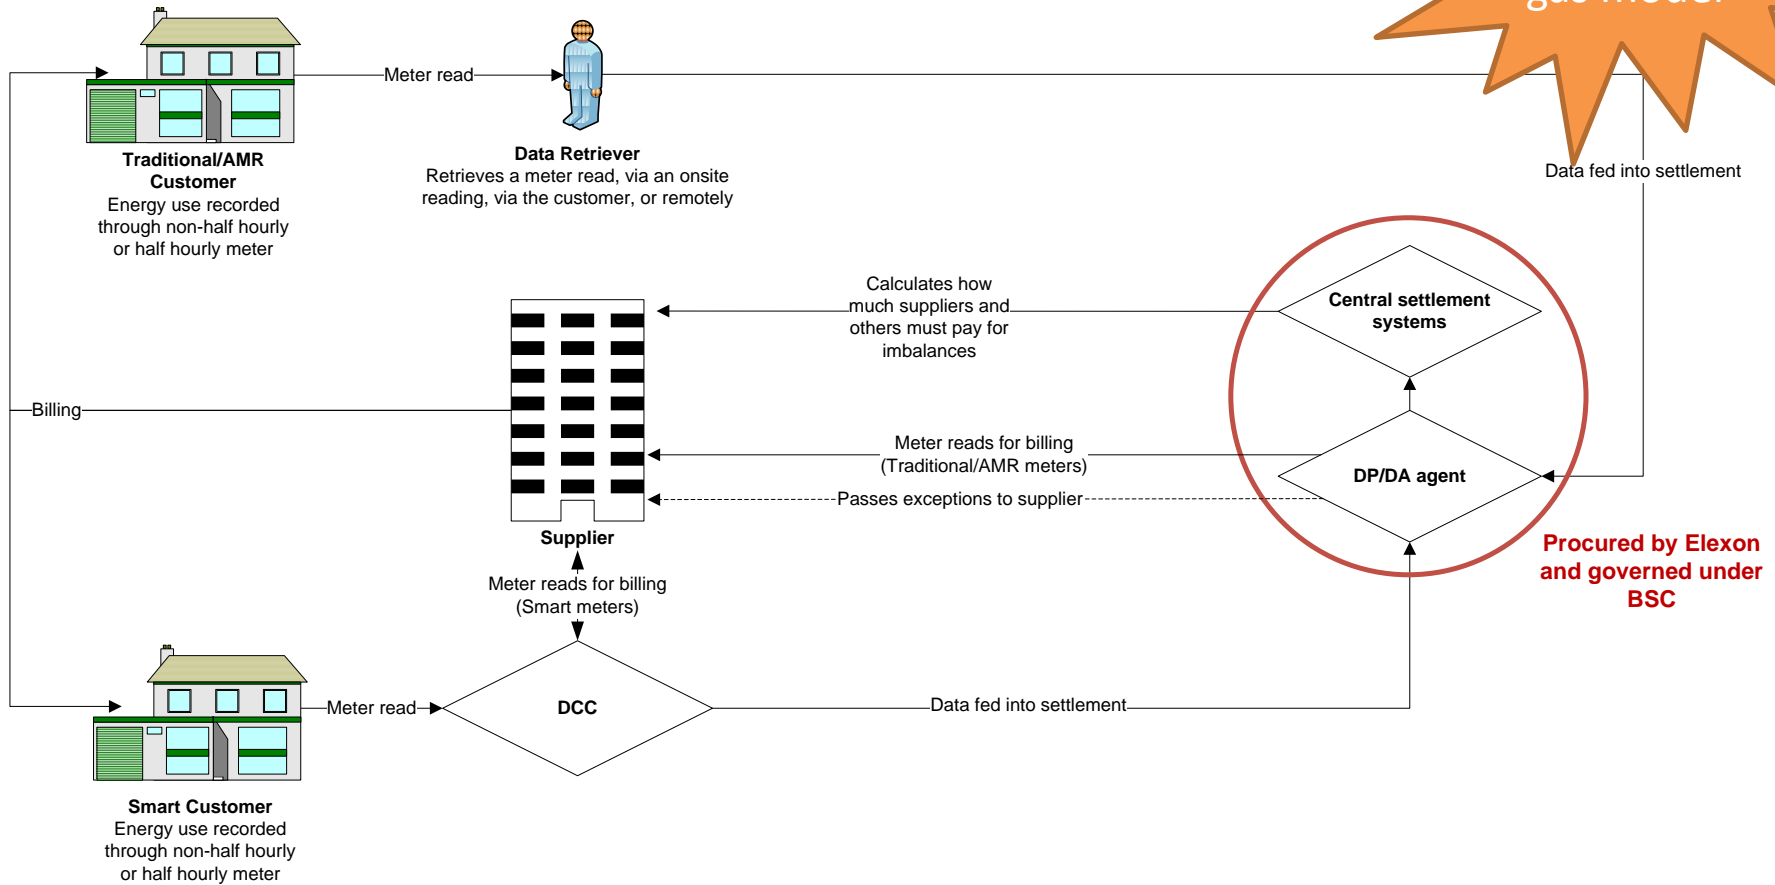 gas model
Meter read
Traditional/AMR
Customer
Energy use recorded
through non-half hourly
or half hourly meter
Data Retriever
Retrieves a meter read, via an onsite
reading, via the customer, or remotely
Data fed into settlement
Calculates how
much suppliers and
others must pay for
imbalances
Central settlement
systems
Billing
Meter reads for billing
(Traditional/AMR meters)
Passes exceptions to supplier
DP/DA agent
Supplier
Procured by Elexon
and governed under
BSC
Meter reads for billing
(Smart meters)
Meter read
DCC
Data fed into settlement
Smart Customer
Energy use recorded
through non-half hourly
or half hourly meter